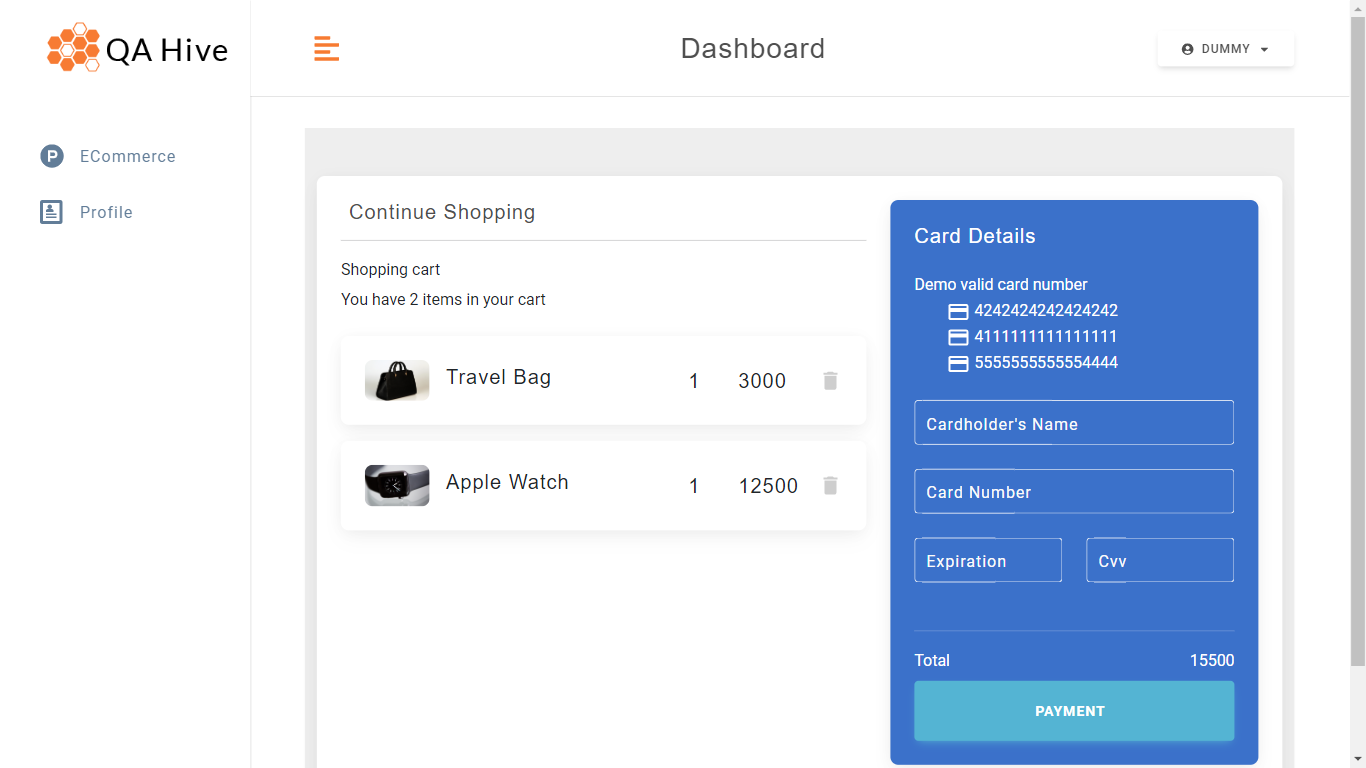 QA Hive
Dashboard
DUMMY
ECommerce
Profile
Continue Shopping
Shopping cart
You have 2 items in your cart
Travel Bag 1 3000
Apple Watch 1 12500
Card Details
Demo valid card number
4242424242424242
4111111111111111
5555555555554444
Cardholder's Name
Card Number
Expiration Cvv
Total 15500
PAYMENT